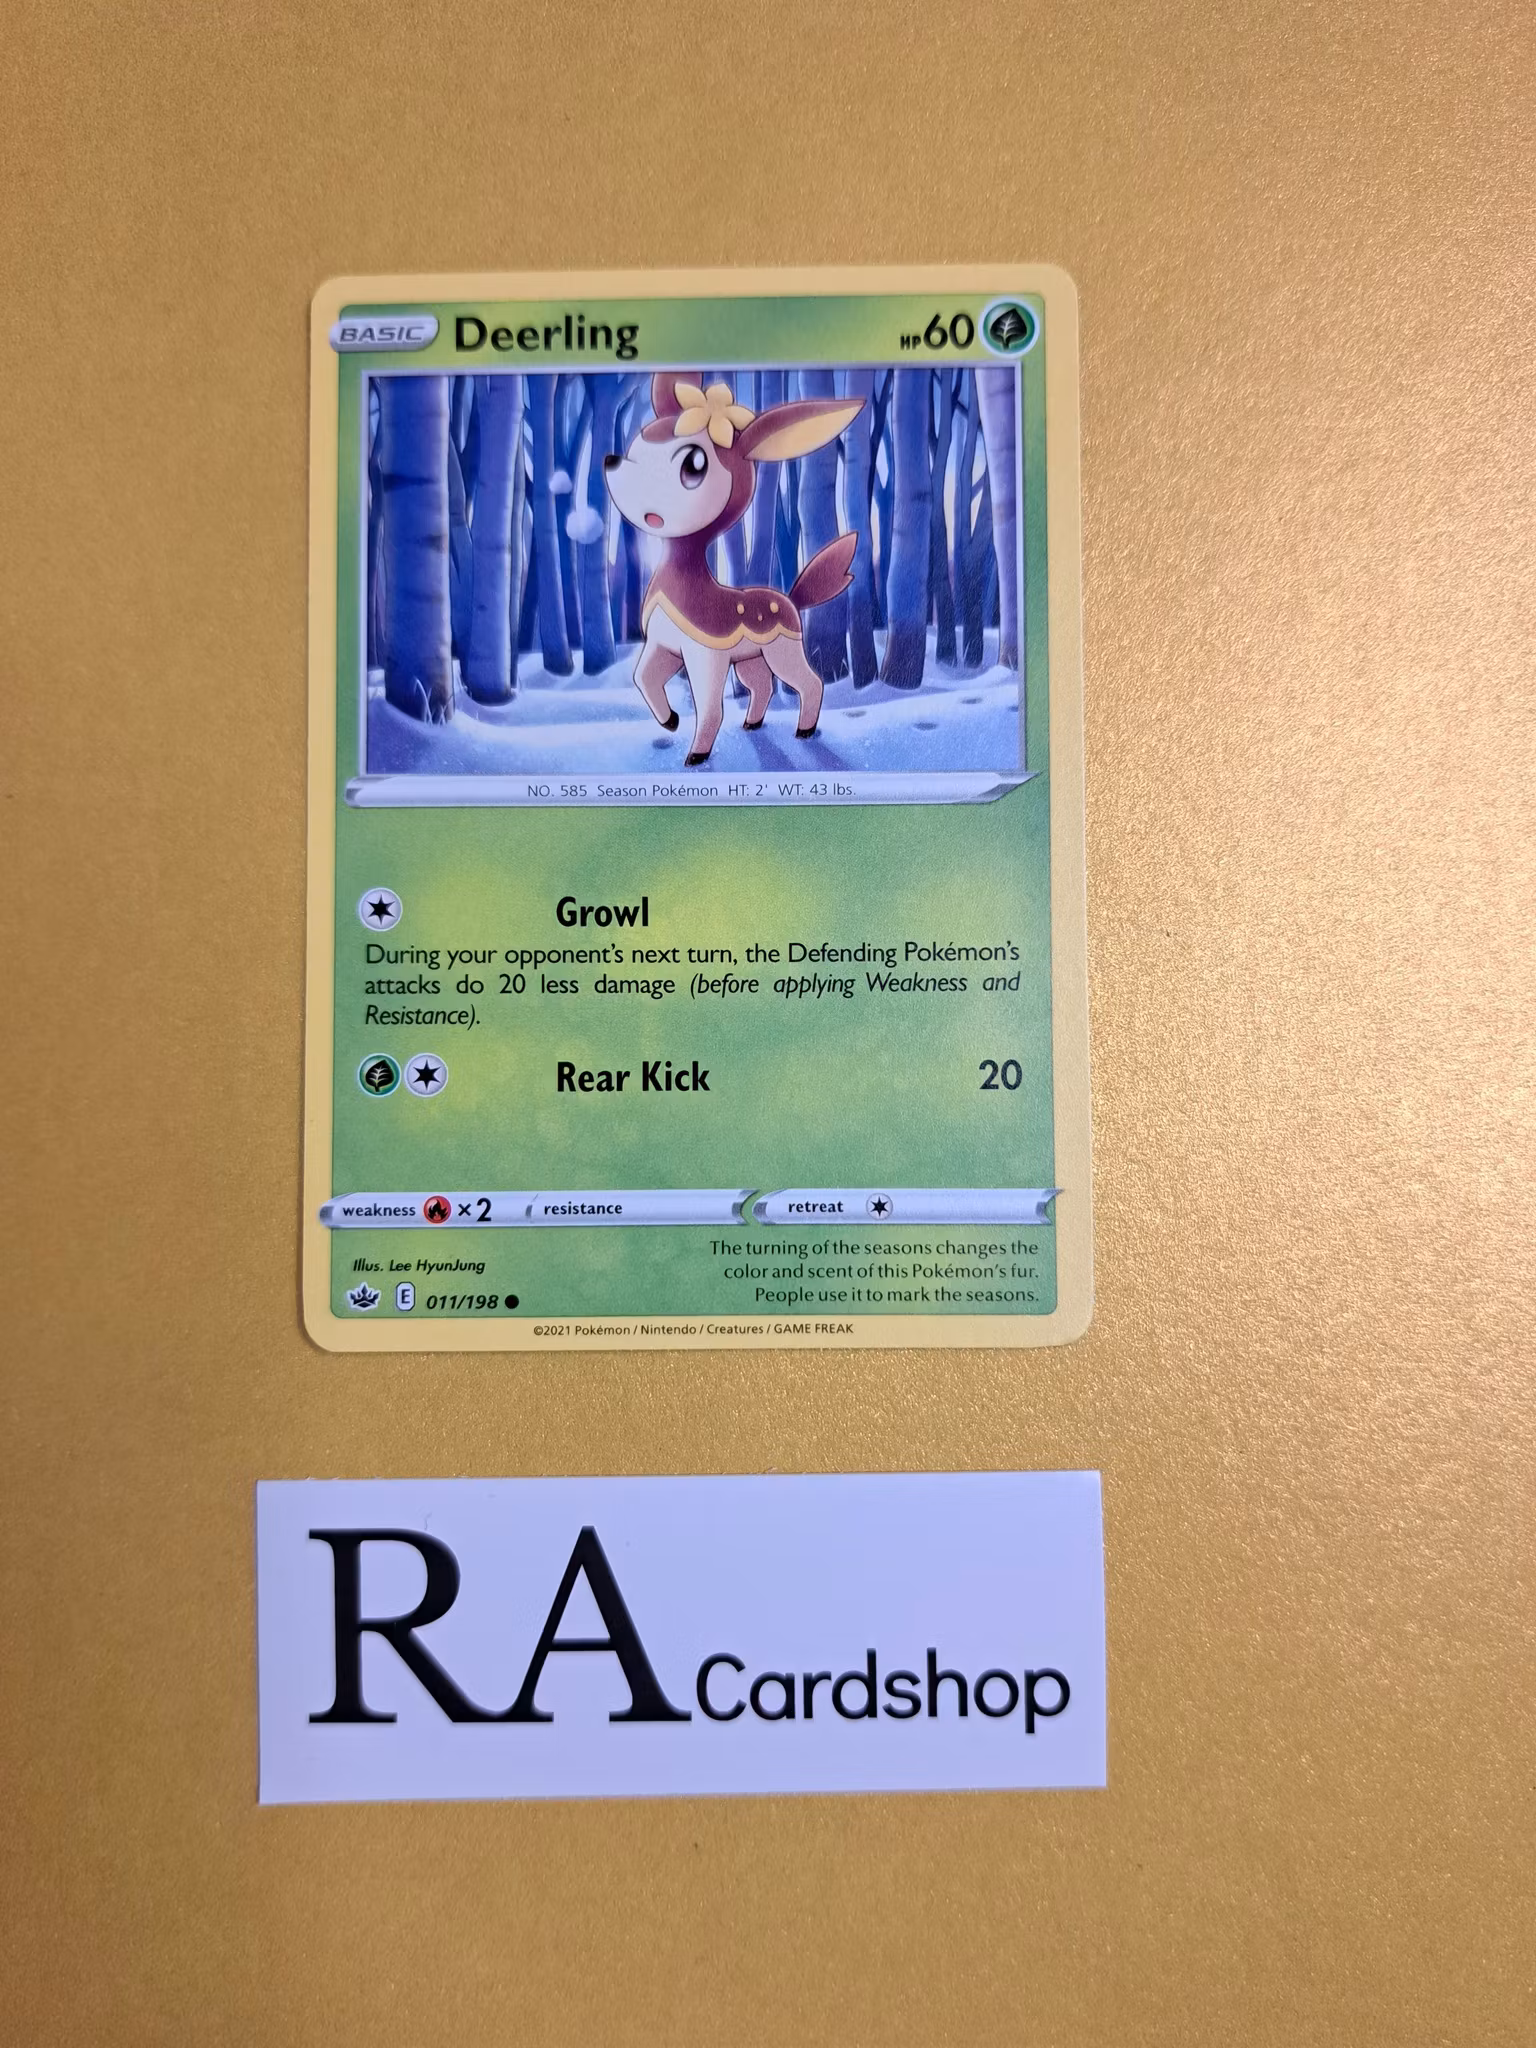 BASIC Deerling HP60
NO. 585 Season Pokémon HT: 2' WT: 43 lbs.
Growl
During your opponent's next turn, the Defending Pokémon's
attacks do 20 less damage (before applying Weakness and
Resistance).
Rear Kick 20
weakness ×2 resistance retreat
Illus. Lee HyunJung
The turning of the seasons changes the
color and scent of this Pokémon's fur.
People use it to mark the seasons.
E 011/198
©2021 Pokémon / Nintendo / Creatures / GAME FREAK
RA Cardshop